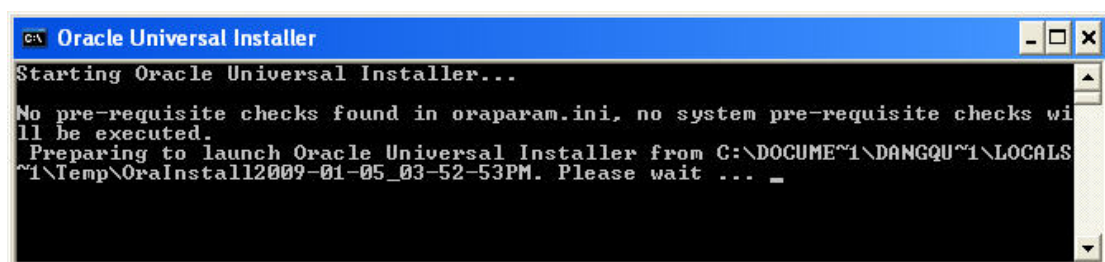 Oracle Universal Installer
Starting Oracle Universal Installer...
No pre-requisite checks found in oraparam.ini, no system pre-requisite checks wi
ll be executed.
 Preparing to launch Oracle Universal Installer from C:\DOCUME~1\DANGQU~1\LOCALS
~1\Temp\OraInstall2009-01-05_03-52-53PM. Please wait ... _